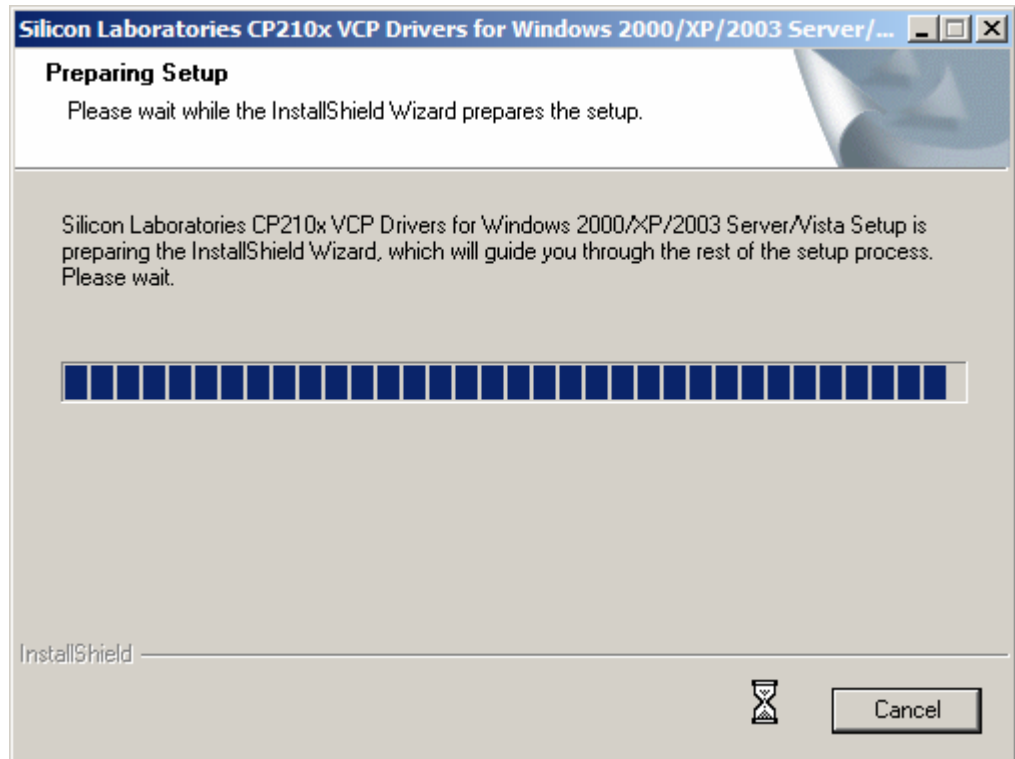 Silicon Laboratories CP210x VCP Drivers for Windows 2000/XP/2003 Server/...
Preparing Setup
Please wait while the InstallShield Wizard prepares the setup.
Silicon Laboratories CP210x VCP Drivers for Windows 2000/XP/2003 Server/Vista Setup is
preparing the InstallShield Wizard, which will guide you through the rest of the setup process.
Please wait.
InstallShield
Cancel